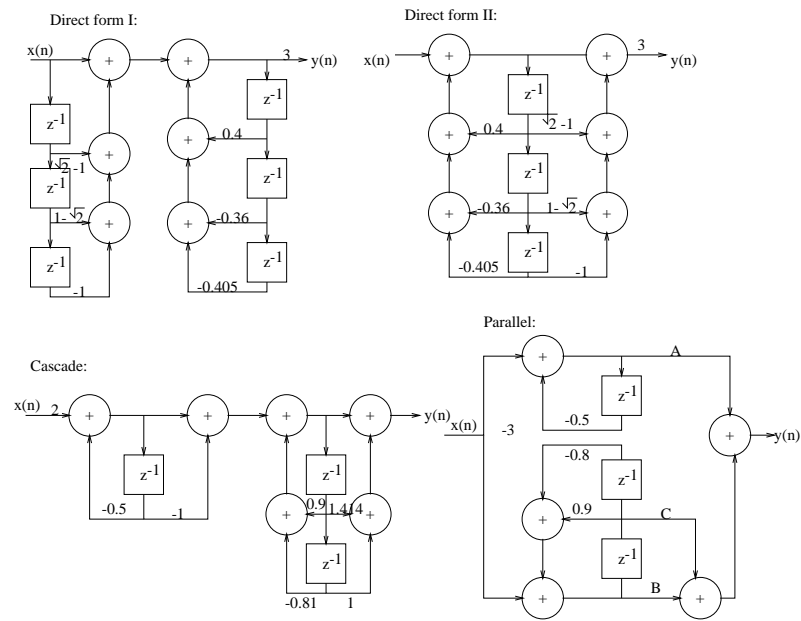 Direct form I:
x(n)
+
+
3
y(n)
z-1
z-1
0.4
+
+
√2 -1
z-1
z-1
1- √2
+
+
-0.36
z-1
z-1
-1
-0.405
Direct form II:
x(n)
+
+
3
y(n)
z-1
√2 -1
+
0.4
+
z-1
+
-0.36
1- √2
+
z-1
-0.405
-1
Cascade:
x(n) 2
+
+
+
+
y(n)
z-1
z-1
-0.5
-1
+
0.9
1.414
+
z-1
-0.81
1
Parallel:
+
A
z-1
-0.5
x(n)
-3
+
y(n)
-0.8
z-1
+
0.9
C
z-1
+
B
+